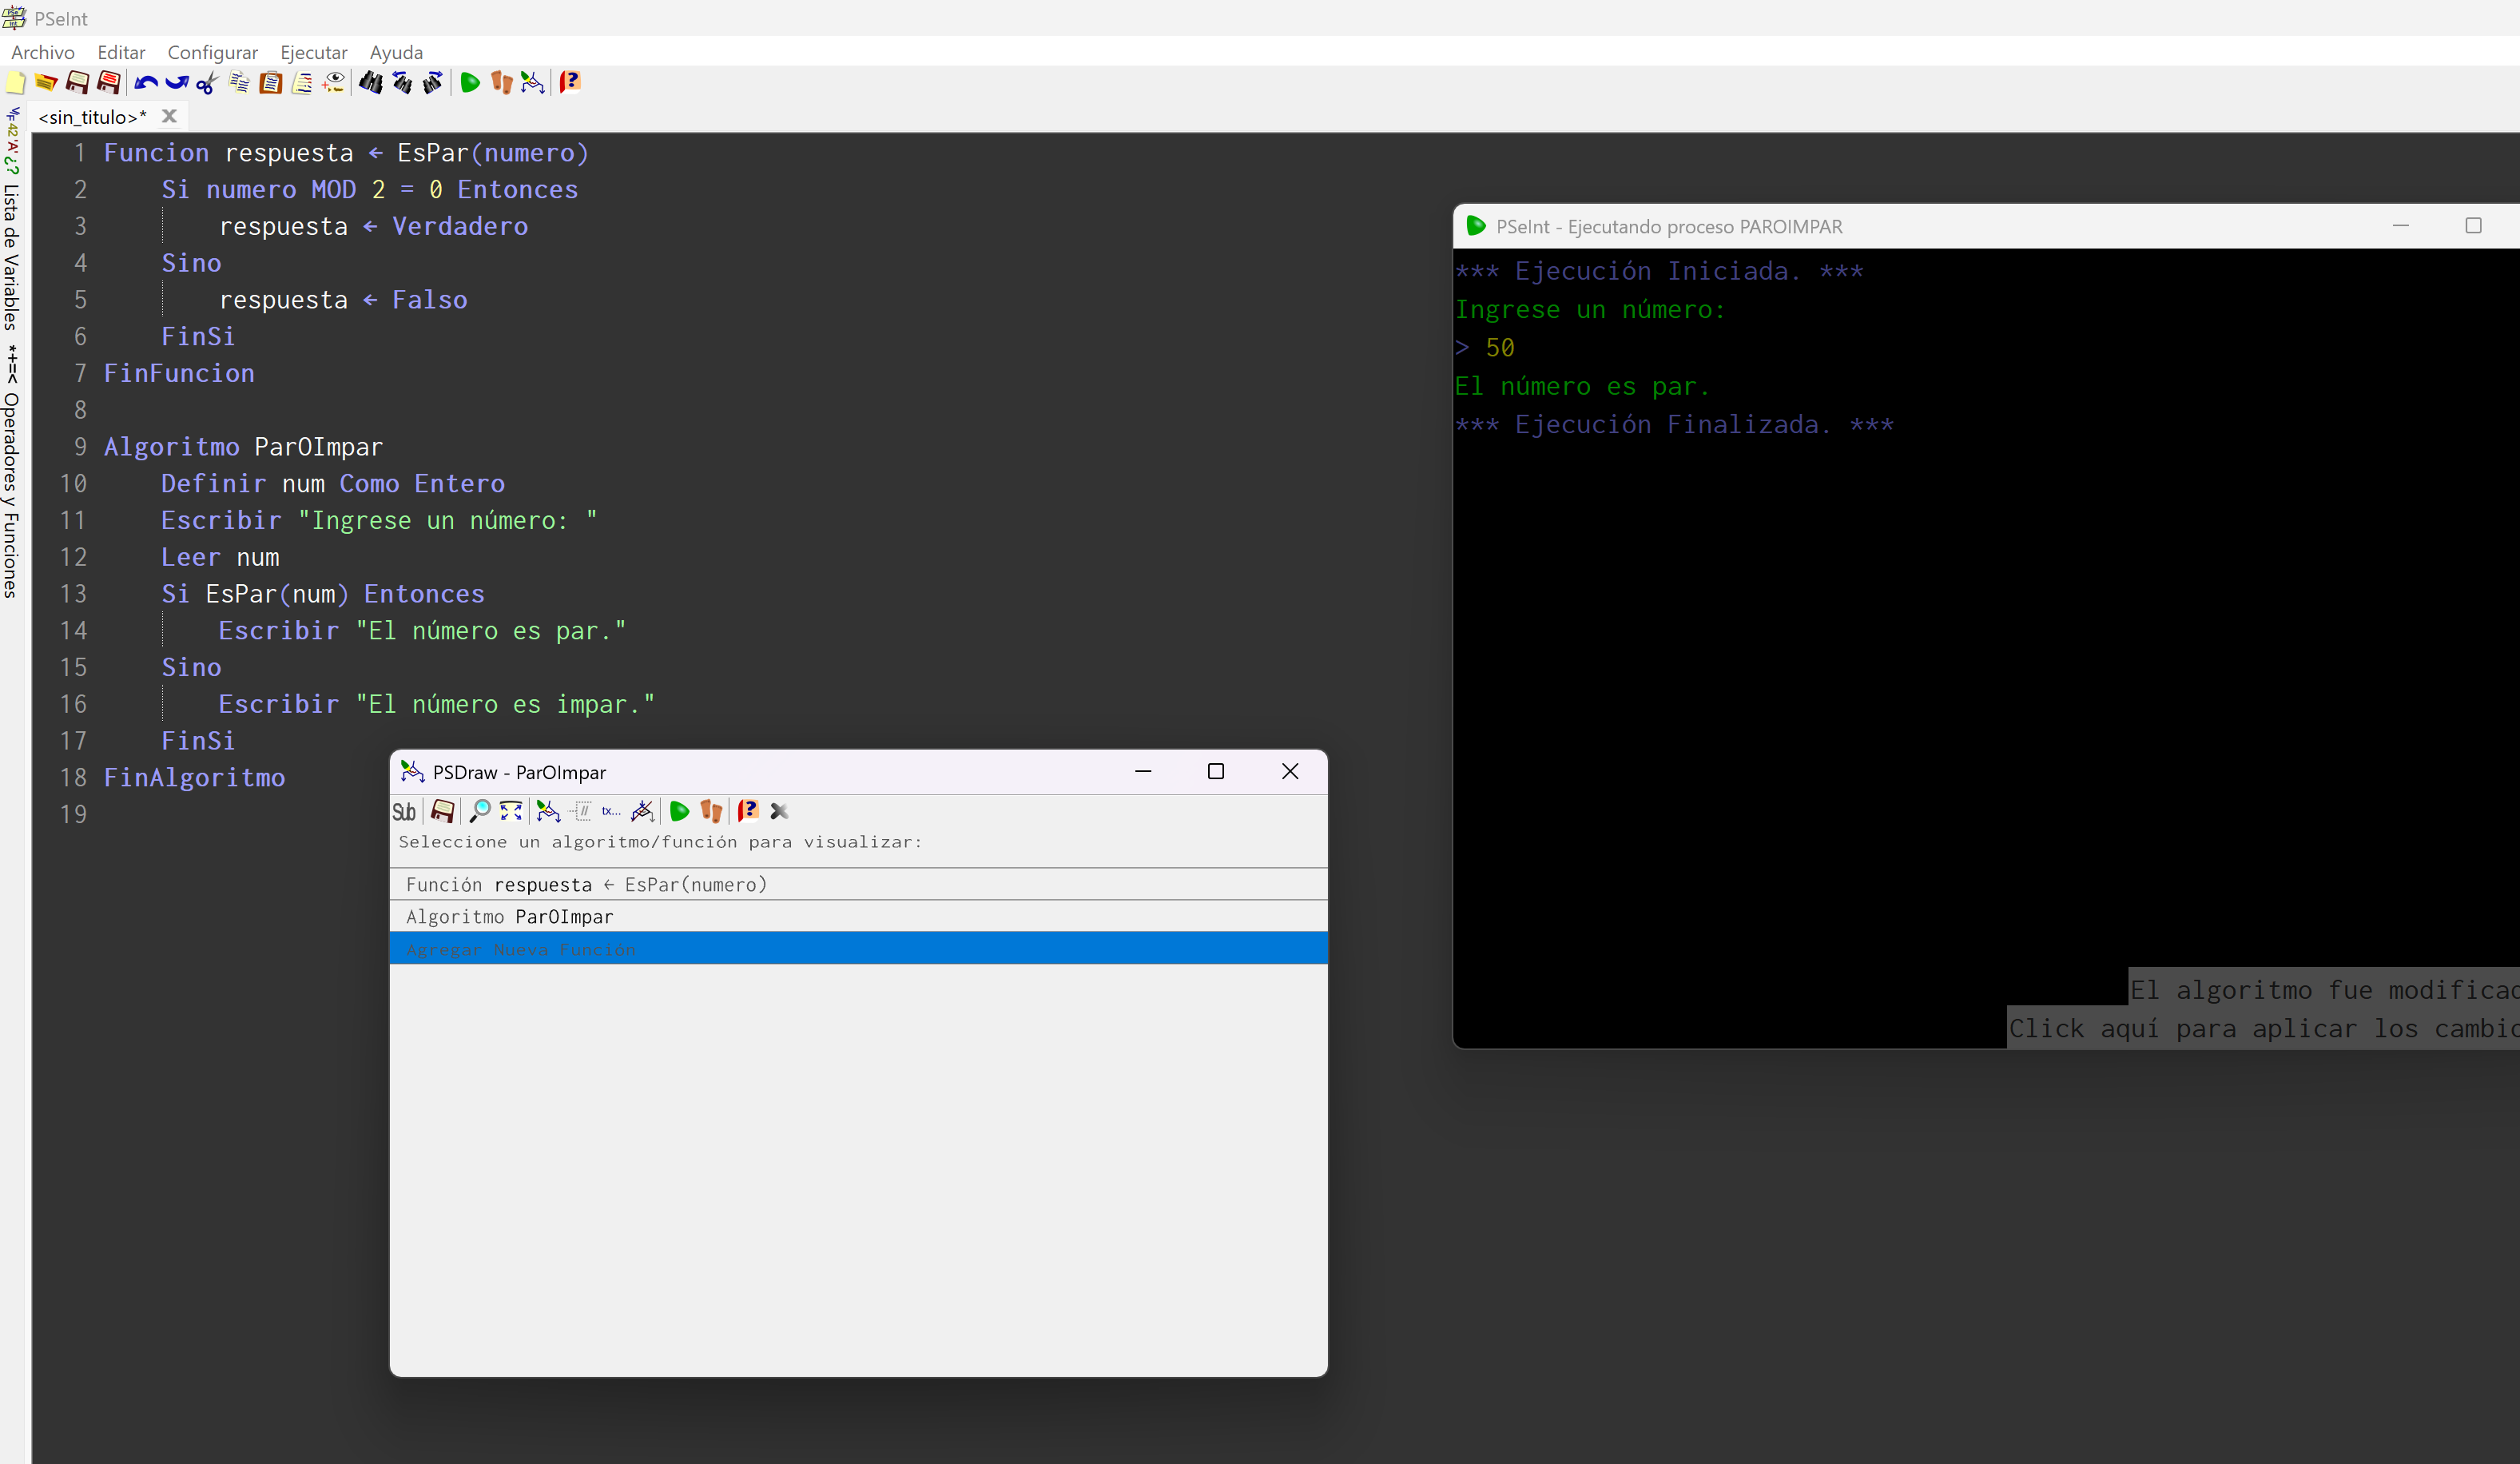 PSeInt
Archivo Editar Configurar Ejecutar Ayuda
<sin_titulo>*
42 'A' ¿? Lista de Variables
*+=< Operadores y Funciones
1 Funcion respuesta ← EsPar(numero)
2 Si numero MOD 2 = 0 Entonces
3 respuesta ← Verdadero
4 Sino
5 respuesta ← Falso
6 FinSi
7 FinFuncion
8
9 Algoritmo ParOImpar
10 Definir num Como Entero
11 Escribir "Ingrese un número: "
12 Leer num
13 Si EsPar(num) Entonces
14 Escribir "El número es par."
15 Sino
16 Escribir "El número es impar."
17 FinSi
18 FinAlgoritmo
19
PSeInt - Ejecutando proceso PAROIMPAR
*** Ejecución Iniciada. ***
Ingrese un número:
> 50
El número es par.
*** Ejecución Finalizada. ***
El algoritmo fue modificad
Click aquí para aplicar los cambio
PSDraw - ParOImpar
Sub
tx...
Seleccione un algoritmo/función para visualizar:
Función respuesta ← EsPar(numero)
Algoritmo ParOImpar
Agregar Nueva Función